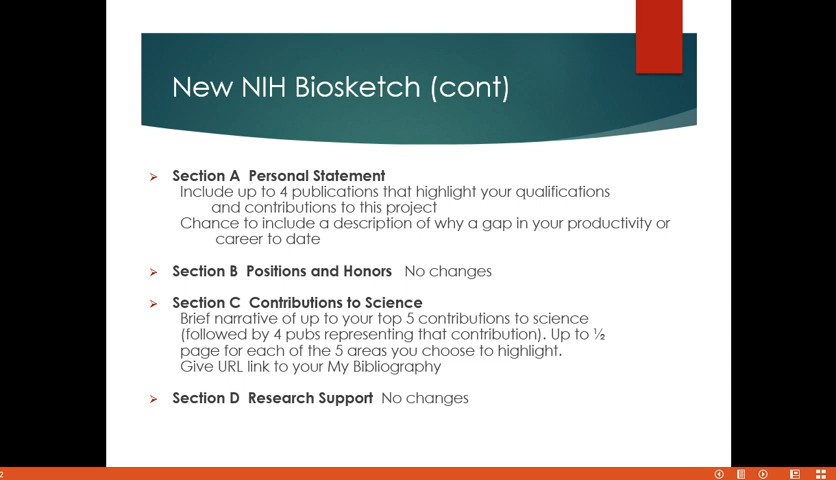 New NIH Biosketch (cont)
Section A Personal Statement
Include up to 4 publications that highlight your qualifications
and contributions to this project
Chance to include a description of why a gap in your productivity or
career to date
Section B Positions and Honors No changes
Section C Contributions to Science
Brief narrative of up to your top 5 contributions to science
(followed by 4 pubs representing that contribution). Up to ½
page for each of the 5 areas you choose to highlight.
Give URL link to your My Bibliography
Section D Research Support No changes
2